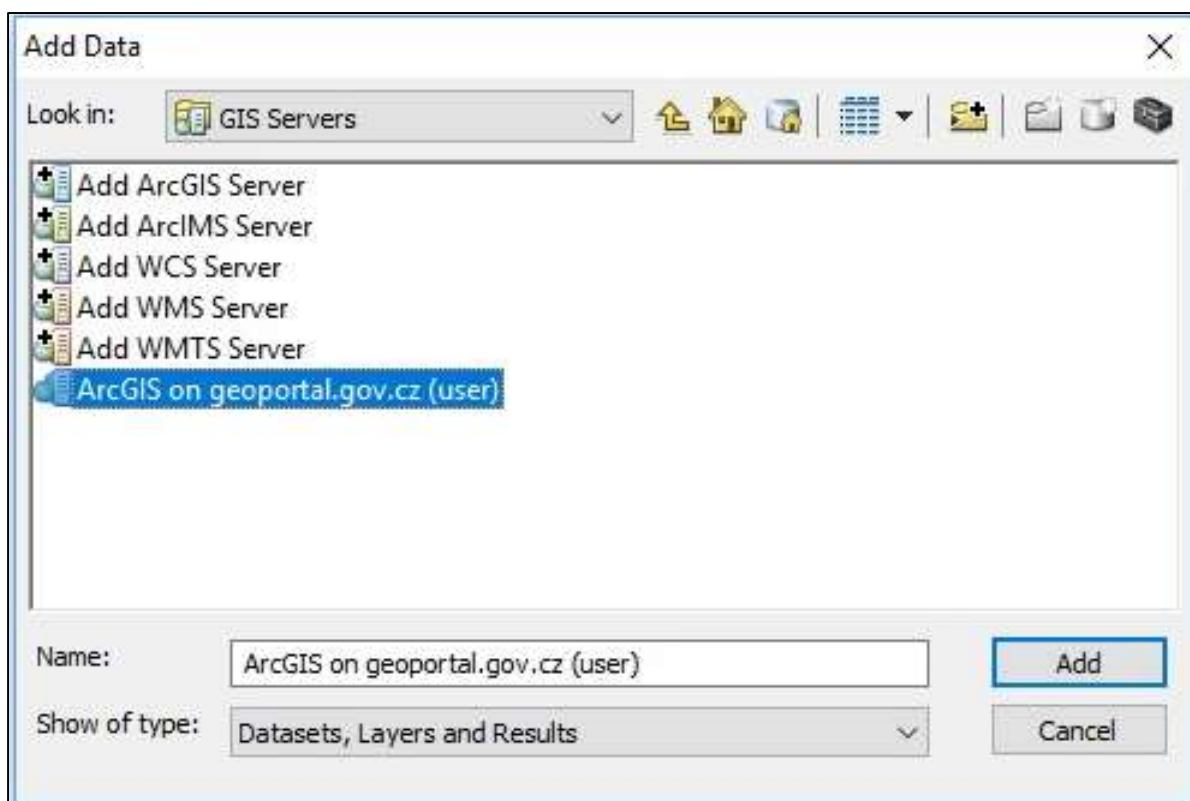 Add Data
Look in: GIS Servers
Add ArcGIS Server
Add ArcIMS Server
Add WCS Server
Add WMS Server
Add WMTS Server
ArcGIS on geoportal.gov.cz (user)
Name: ArcGIS on geoportal.gov.cz (user) Add
Show of type: Datasets, Layers and Results Cancel